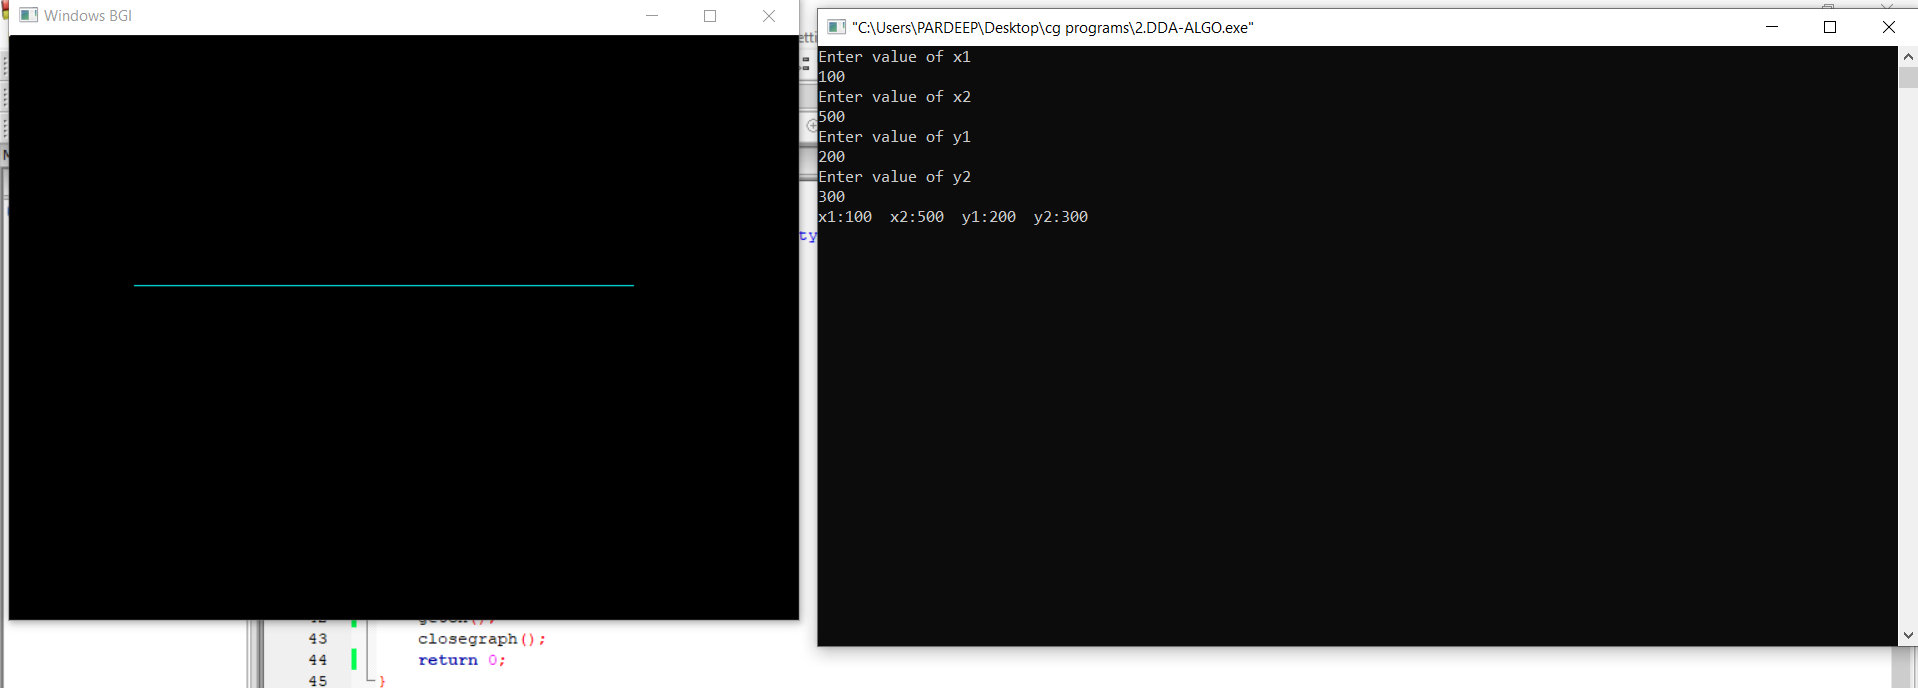 Windows BGI
"C:\Users\PARDEEP\Desktop\cg programs\2.DDA-ALGO.exe"
Enter value of x1
100
Enter value of x2
500
Enter value of y1
200
Enter value of y2
300
x1:100  x2:500  y1:200  y2:300
ty
43 closegraph();
44 return 0;
45 }